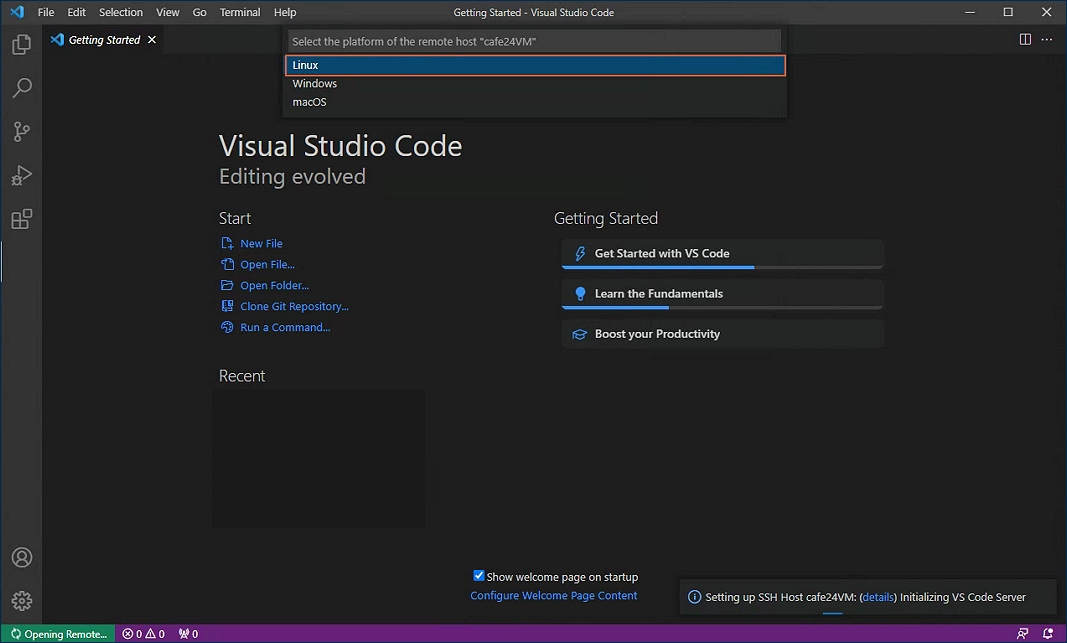 File Edit Selection View Go Terminal Help
Getting Started - Visual Studio Code
Getting Started
Select the platform of the remote host "cafe24VM"
Linux
Windows
macOS
Visual Studio Code
Editing evolved
Start
New File
Open File...
Open Folder...
Clone Git Repository...
Run a Command...
Recent
Getting Started
Get Started with VS Code
Learn the Fundamentals
Boost your Productivity
Show welcome page on startup
Configure Welcome Page Content
Setting up SSH Host cafe24VM: (details) Initializing VS Code Server
Opening Remote... 0 0 0